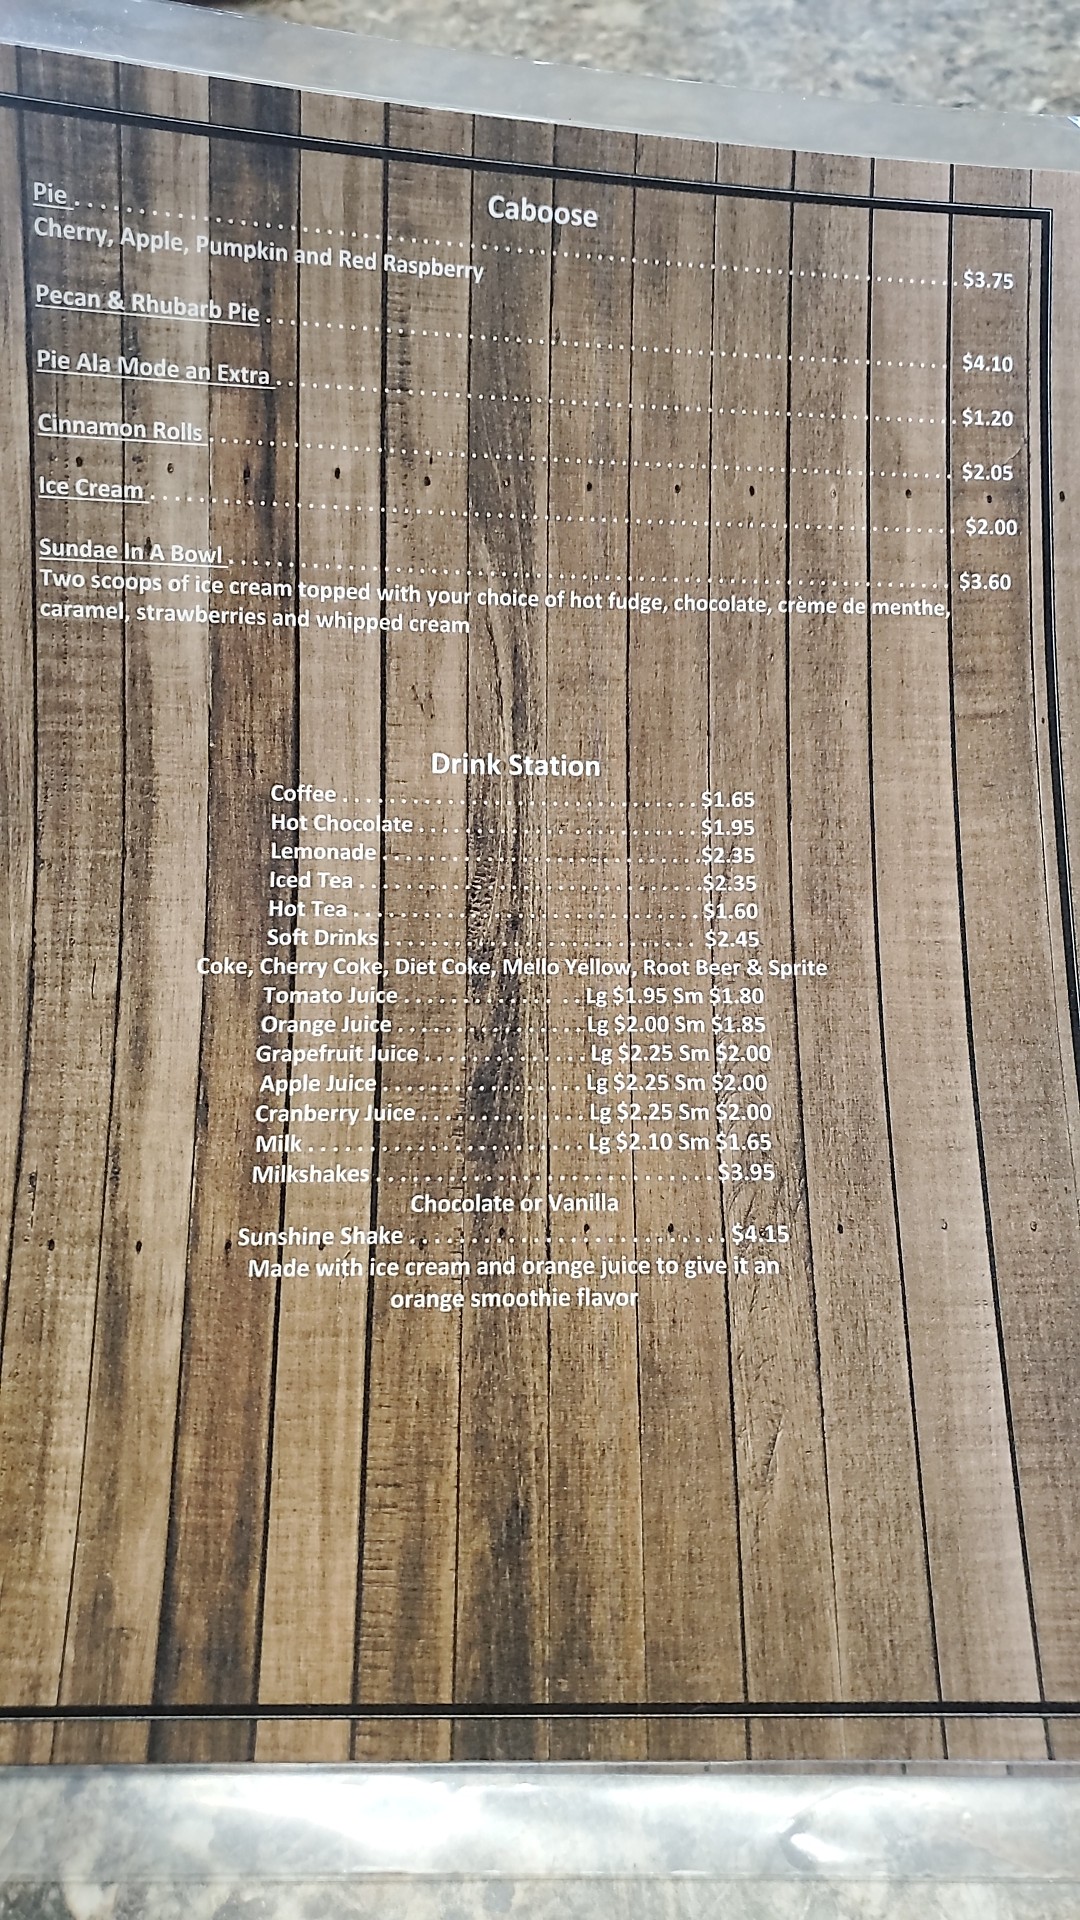 Caboose
Pie ........ $3.75
Cherry, Apple, Pumpkin and Red Raspberry
Pecan & Rhubarb Pie ........ $4.10
Pie Ala Mode an Extra ........ $1.20
Cinnamon Rolls ........ $2.05
Ice Cream ........ $2.00
Sundae In A Bowl ........ $3.60
Two scoops of ice cream topped with your choice of hot fudge, chocolate, crème de menthe,
caramel, strawberries and whipped cream
Drink Station
Coffee ........ $1.65
Hot Chocolate ........ $1.95
Lemonade ........ $2.35
Iced Tea ........ $2.35
Hot Tea ........ $1.60
Soft Drinks ........ $2.45
Coke, Cherry Coke, Diet Coke, Mello Yellow, Root Beer & Sprite
Tomato Juice ........ Lg $1.95 Sm $1.80
Orange Juice ........ Lg $2.00 Sm $1.85
Grapefruit Juice ........ Lg $2.25 Sm $2.00
Apple Juice ........ Lg $2.25 Sm $2.00
Cranberry Juice ........ Lg $2.25 Sm $2.00
Milk ........ Lg $2.10 Sm $1.65
Milkshakes ........ $3.95
Chocolate or Vanilla
Sunshine Shake ........ $4.15
Made with ice cream and orange juice to give it an
orange smoothie flavor